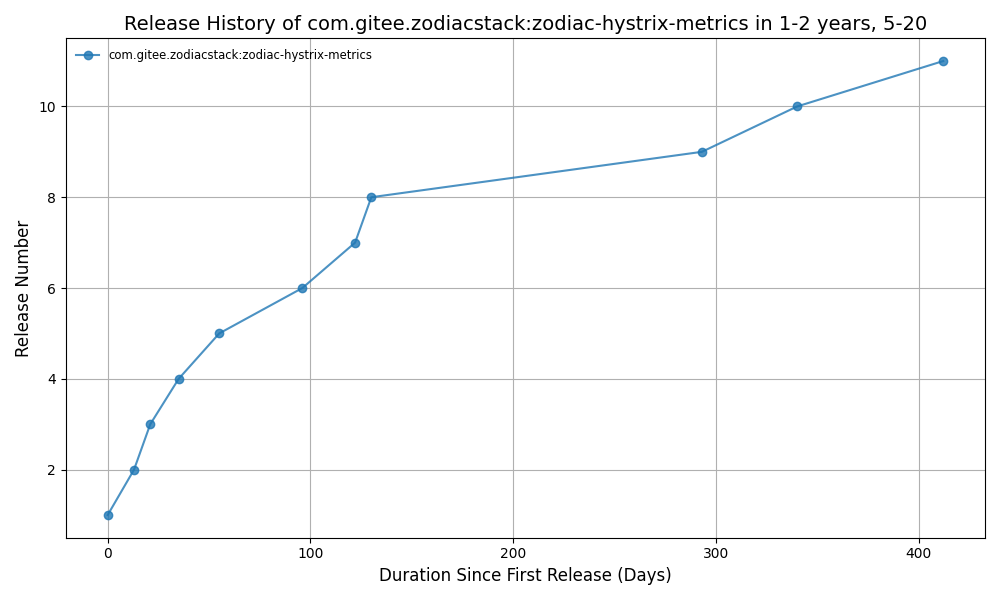 Release History of com.gitee.zodiacstack:zodiac-hystrix-metrics in 1-2 years, 5-20
com.gitee.zodiacstack:zodiac-hystrix-metrics
Release Number
10
8
6
4
2
0 100 200 300 400
Duration Since First Release (Days)